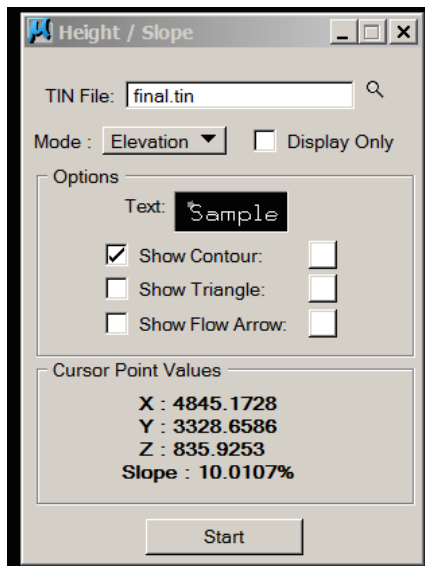 Height / Slope
TIN File: final.tin
Mode : Elevation Display Only
Options
Text: Sample
Show Contour:
Show Triangle:
Show Flow Arrow:
Cursor Point Values
X : 4845.1728
Y : 3328.6586
Z : 835.9253
Slope : 10.0107%
Start